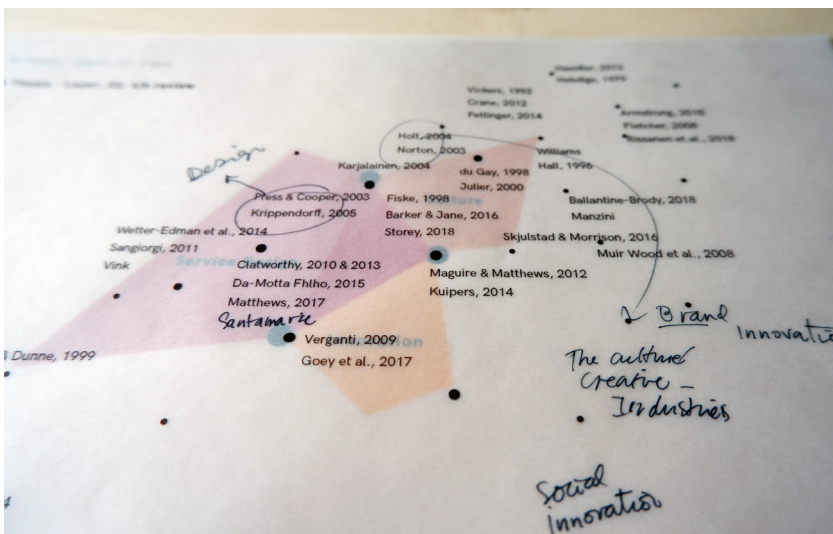 Vickers, 1992
Crane, 2012
Pettinger, 2014
Armstrong, 2015
Fletcher, 2008
Holt, 2004
Norton, 2003
Design
Karjalainen, 2004
Williams
Hall, 1996
du Gay, 1998
Julier, 2000
Press & Cooper, 2003
Krippendorff, 2005
Fiske, 1998
Barker & Jane, 2016
Storey, 2018
Ballantine-Brody, 2018
Manzini
Wetter-Edman et al., 2014
Sangiorgi, 2011
Vink
Skjulstad & Morrison, 2016
Muir Wood et al., 2008
Service
Clatworthy, 2010 & 2013
Da-Motta Fhlho, 2015
Matthews, 2017
Santamarie
Maguire & Matthews, 2012
Kuipers, 2014
Verganti, 2009
Goey et al., 2017
Dunne, 1999
Brand
Innovatio
The culture
Creative -
Industries
Social
Innovation